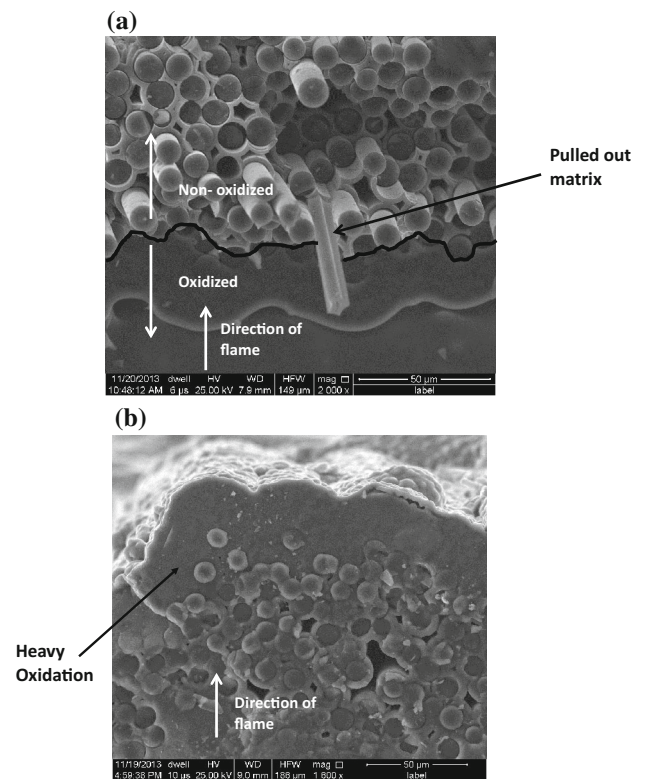 (a)
Pulled out
matrix
Non- oxidized
Oxidized
Direction of
flame
11/20/2013 dwell HV WD HFW mag 50 µm
10:48:12 AM 6 µs 25.00 kV 7.9 mm 149 µm 2 000 x label
(b)
Heavy
Oxidation
Direction of
flame
11/19/2013 dwell HV WD HFW mag 50 µm
4:59:38 PM 10 µs 25.00 kV 9.0 mm 186 µm 1 600 x label